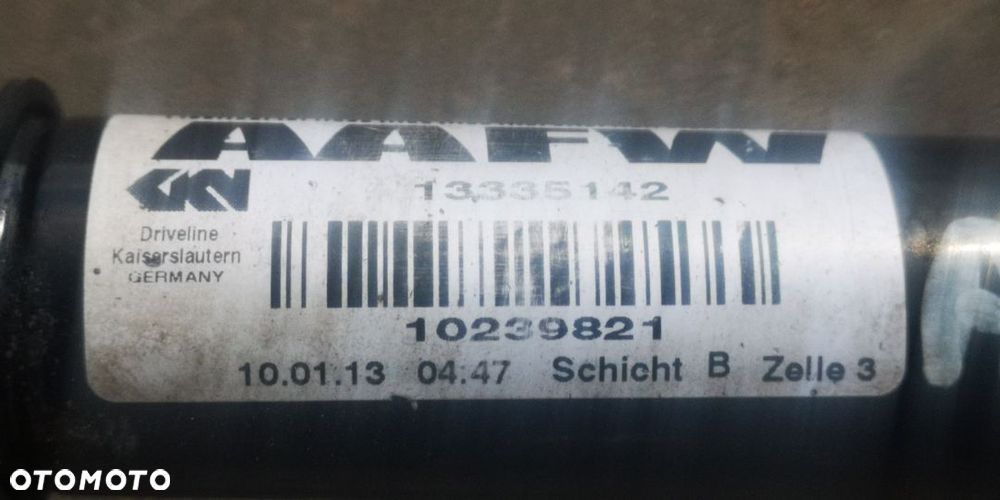 AAFW
GKN
13335142
Driveline
Kaiserslautern
GERMANY
10239821
10.01.13 04:47 Schicht B Zelle 3
OTOMOTO